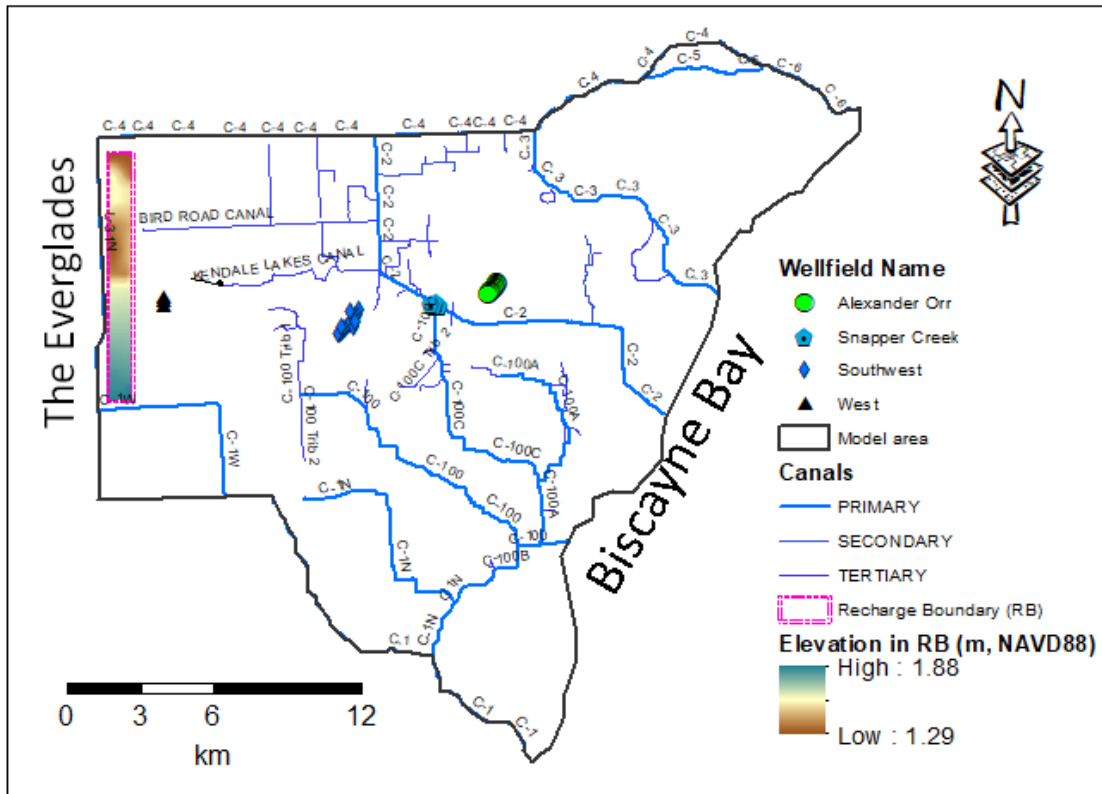 C-4
C-4
C-5
C-5
C-6
C-6
C-4
C-4 C-4 C-4 C-4 C-4 C-4 C-4 C-4 C-4 C-4 C-4
N
The Everglades
L-31N
BIRD ROAD CANAL
KENDALE LAKES CANAL
C-2
C-2
C-2
C-2
C-3
C-3
C-3
C-3
C-3
C-3
C-2
C-2
C-2
C-100 Trib 1
C-100 Trib 2
C-100C Trib 2
C-100
C-100A
C-100A
C-100C
C-100C
C-100A
C-100
C-100
C-100
C-100B
C-1W
C-1W
C-1N
C-1N
C-1N
C-1N
C.1
C-1
C-1
Biscayne Bay
Wellfield Name
Alexander Orr
Snapper Creek
Southwest
West
Model area
Canals
PRIMARY
SECONDARY
TERTIARY
Recharge Boundary (RB)
Elevation in RB (m, NAVD88)
High : 1.88
Low : 1.29
0 3 6 12
km